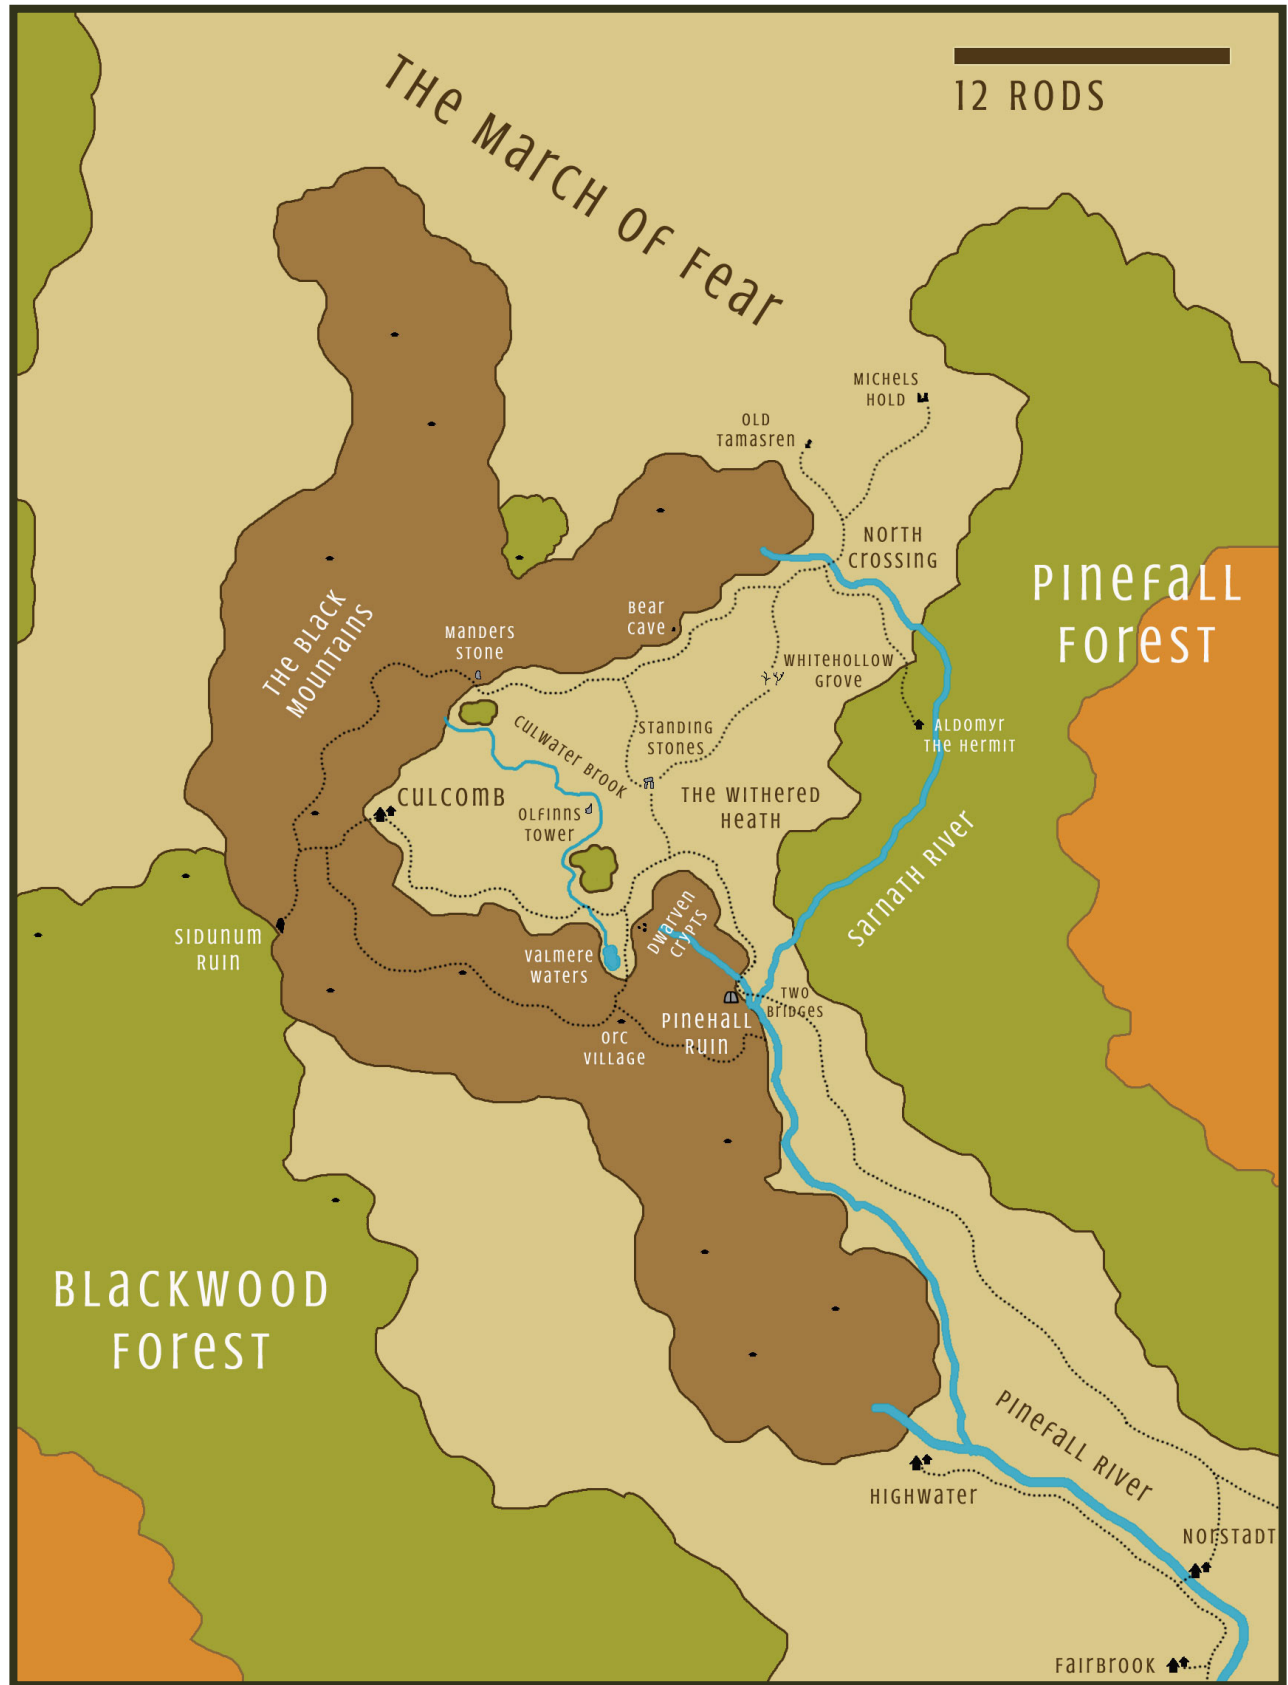 12 RODS
THE MARCH OF FEAR
MICHELS
HOLD
OLD
TAMASREN
NORTH
CROSSING
PINEFALL
FOREST
BEAR
CAVE
MANDERS
STONE
THE BLACK
MOUNTAINS
WHITEHOLLOW
GROVE
STANDING
STONES
ALDOMYR
THE HERMIT
CULWATER BROOK
CULCOMB
OLFINNS
TOWER
THE WITHERED
HEATH
SARNATH RIVER
SIDUNUM
RUIN
DWARVEN
CRYPTS
VALMERE
WATERS
TWO
BRIDGES
PINEHALL
RUIN
ORC
VILLAGE
BLACKWOOD
FOREST
PINEFALL RIVER
HIGHWATER
NORSTADT
FAIRBROOK